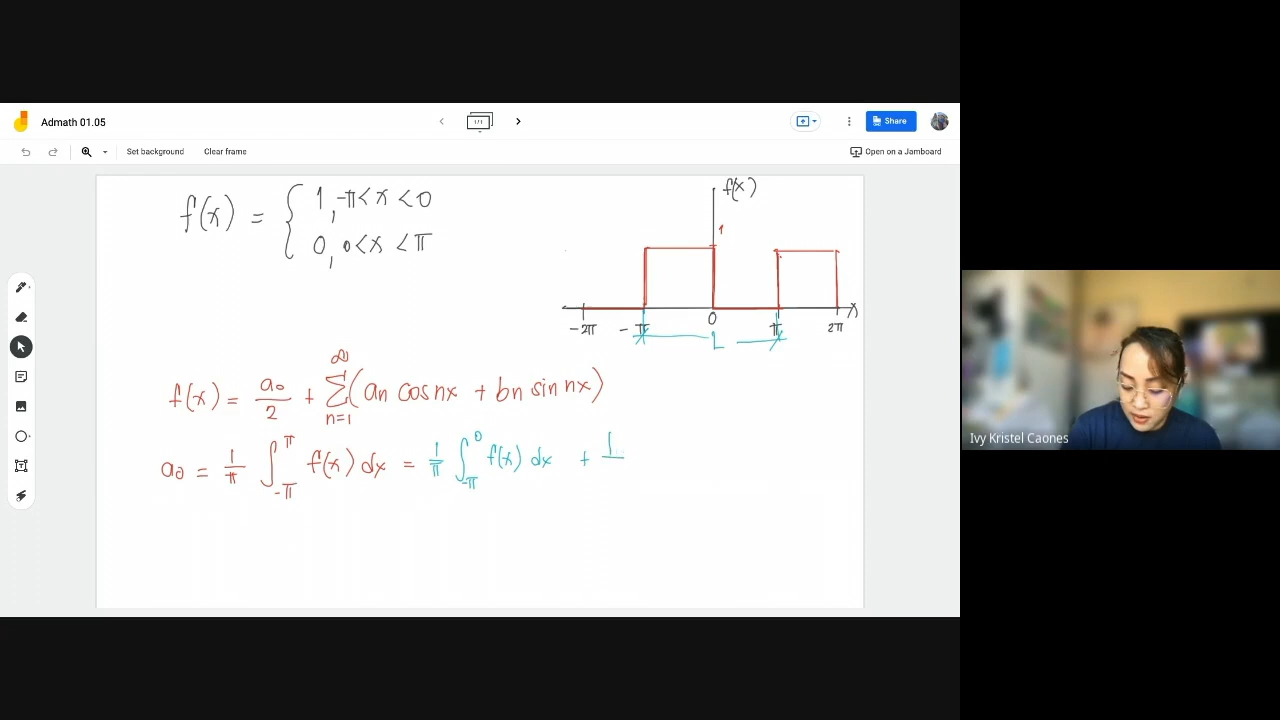 Admath 01.05
1/1
Share
Set background
Clear frame
Open on a Jamboard
f(x) = { 1, -π < x < 0
0, 0 < x < π
f(x)
1
-2π -π 0 π 2π x
L
f(x) = a₀/2 + ∞ Σ n=1 (an cos nx + bn sin nx)
a₀ = 1/π ∫ -π π f(x) dx = 1/π ∫ -π 0 f(x) dx + 1
Ivy Kristel Caones